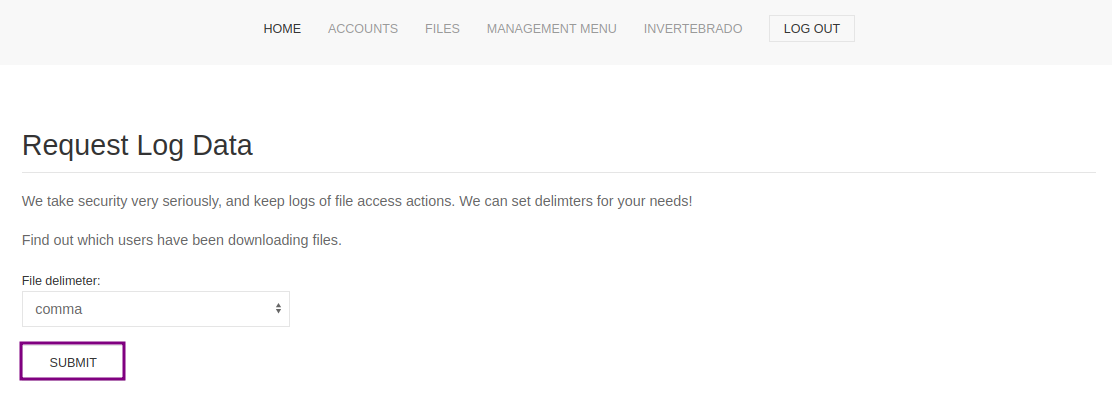 HOME ACCOUNTS FILES MANAGEMENT MENU INVERTEBRADO LOG OUT
Request Log Data
We take security very seriously, and keep logs of file access actions. We can set delimters for your needs!
Find out which users have been downloading files.
File delimeter:
comma
SUBMIT